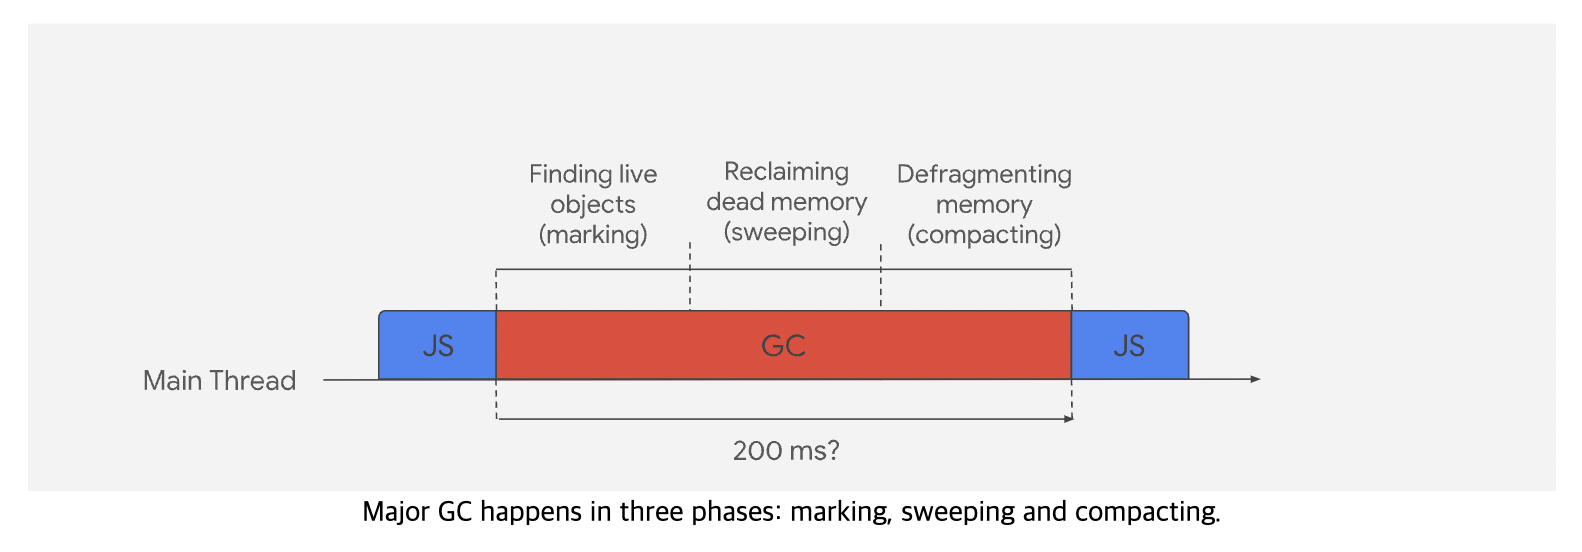 Finding live
objects
(marking)
Reclaiming
dead memory
(sweeping)
Defragmenting
memory
(compacting)
JS
GC
JS
Main Thread
200 ms?
Major GC happens in three phases: marking, sweeping and compacting.